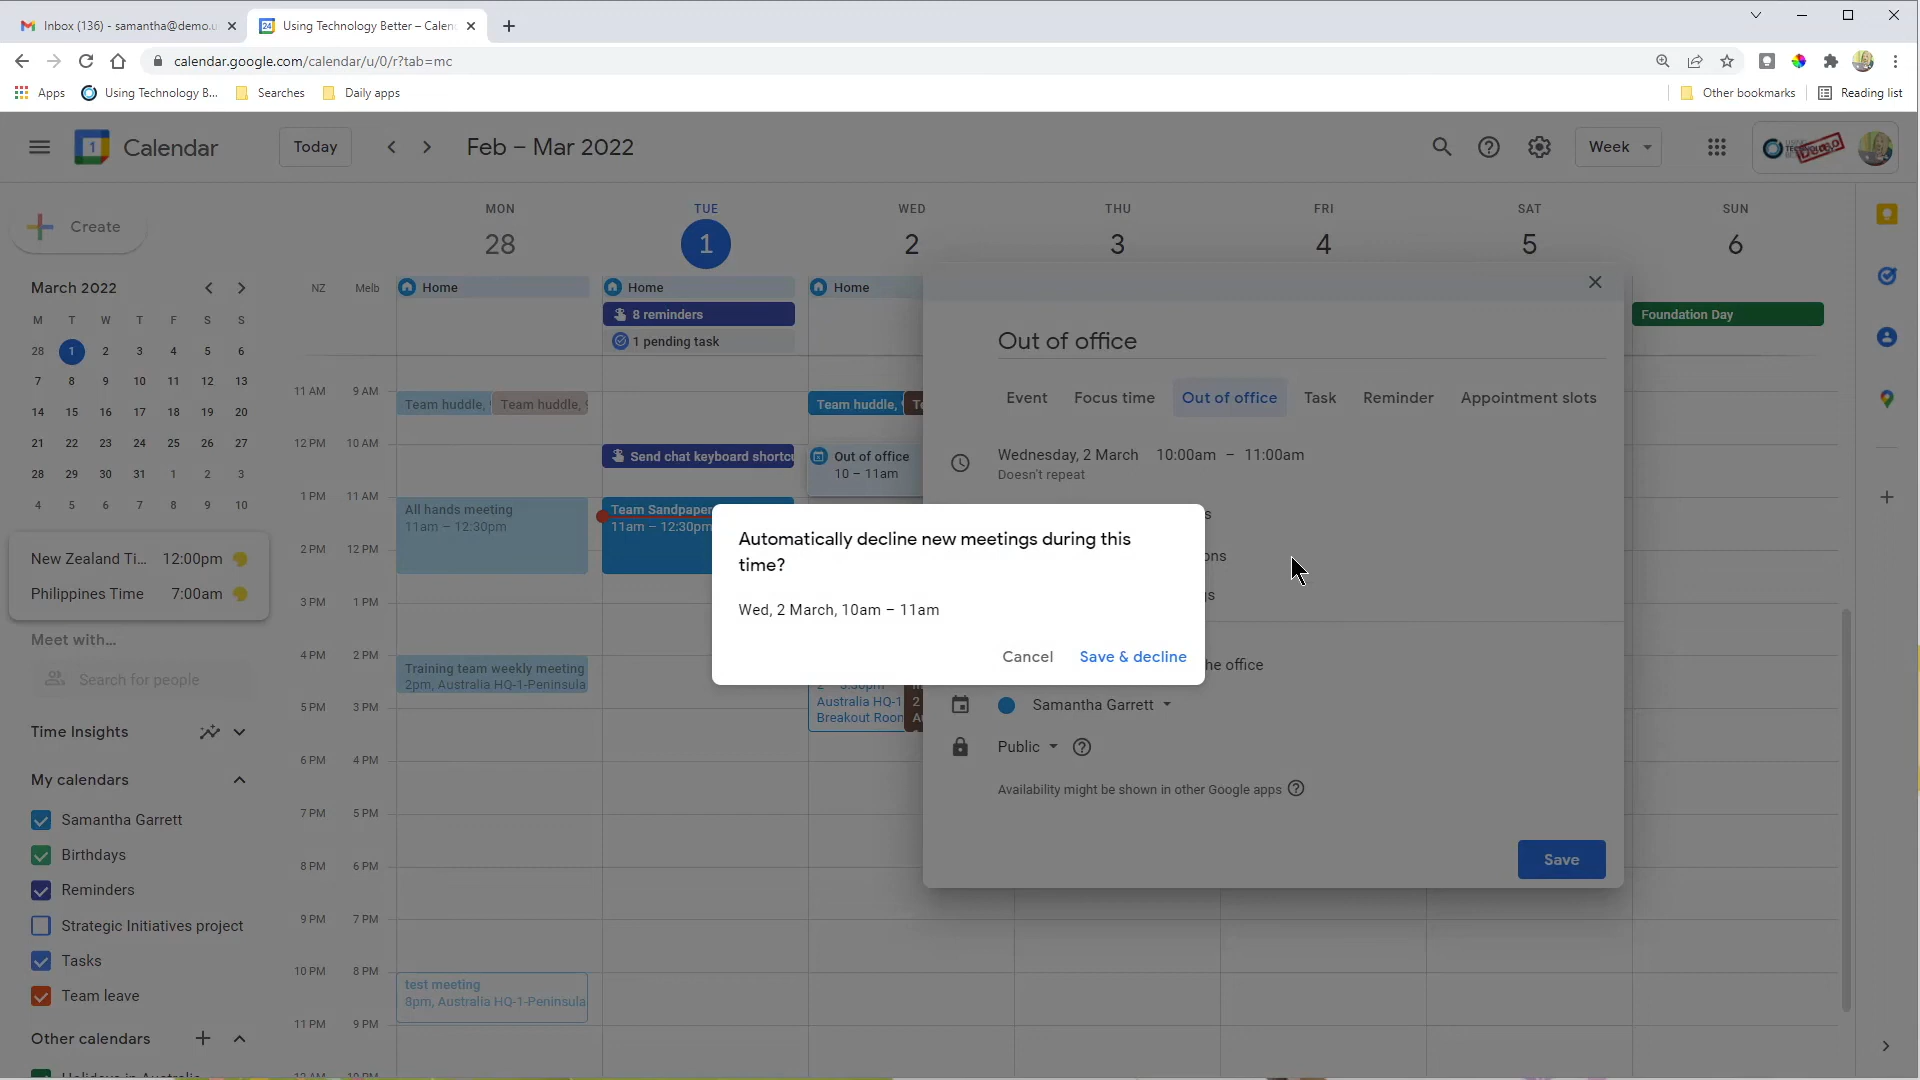 Inbox (136) - samantha@demo.u
Using Technology Better – Calen
calendar.google.com/calendar/u/0/r?tab=mc
Apps
Using Technology B...
Searches
Daily apps
Other bookmarks
Reading list
Calendar
Today
Feb – Mar 2022
Week
Demo
Create
MON
28
TUE
1
WED
2
THU
3
FRI
4
SAT
5
SUN
6
March 2022
M T W T F S S
28 1 2 3 4 5 6
7 8 9 10 11 12 13
14 15 16 17 18 19 20
21 22 23 24 25 26 27
28 29 30 31 1 2 3
4 5 6 7 8 9 10
NZ
Melb
Home
Home
Home
8 reminders
1 pending task
Foundation Day
New Zealand Ti... 12:00pm
Philippines Time 7:00am
Meet with...
Search for people
Time Insights
My calendars
Samantha Garrett
Birthdays
Reminders
Strategic Initiatives project
Tasks
Team leave
Other calendars
11 AM 9 AM
12 PM 10 AM
1 PM 11 AM
2 PM 12 PM
3 PM 1 PM
4 PM 2 PM
5 PM 3 PM
6 PM 4 PM
7 PM 5 PM
8 PM 6 PM
9 PM 7 PM
10 PM 8 PM
11 PM 9 PM
Team huddle,
Team huddle,
All hands meeting
11am – 12:30pm
Training team weekly meeting
2pm, Australia HQ-1-Peninsula
test meeting
8pm, Australia HQ-1-Peninsula
Send chat keyboard shortcu
Team Sandpaper
11am – 12:30pm
Team huddle,
Out of office
10 – 11am
Australia HQ-1
Breakout Room
Out of office
Event
Focus time
Out of office
Task
Reminder
Appointment slots
Wednesday, 2 March 10:00am – 11:00am
Doesn't repeat
Automatically decline new meetings during this
time?
Wed, 2 March, 10am – 11am
Cancel
Save & decline
he office
Samantha Garrett
Public
Availability might be shown in other Google apps
Save